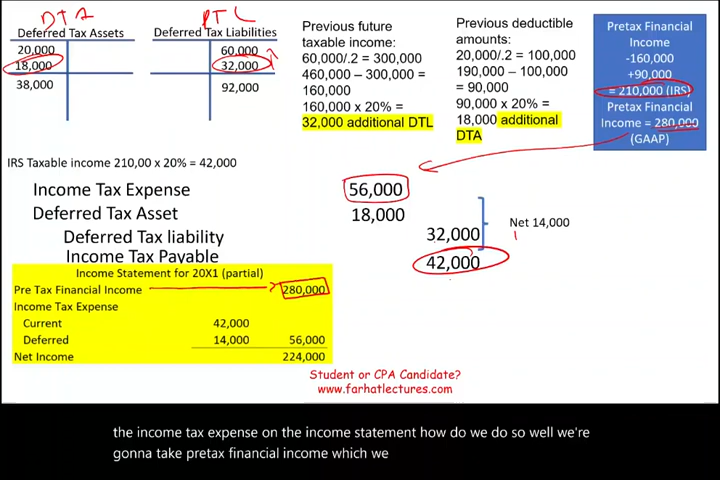 DTA
DTL
Deferred Tax Assets
20,000
18,000
38,000
Deferred Tax Liabilities
60,000
32,000
92,000
Previous future
taxable income:
60,000/.2 = 300,000
460,000 – 300,000 =
160,000
160,000 x 20% =
32,000 additional DTL
Previous deductible
amounts:
20,000/.2 = 100,000
190,000 – 100,000
= 90,000
90,000 x 20% =
18,000 additional
DTA
Pretax Financial
Income
-160,000
+90,000
= 210,000 (IRS)
Pretax Financial
Income = 280,000
(GAAP)
IRS Taxable income 210,00 x 20% = 42,000
Income Tax Expense 56,000
Deferred Tax Asset 18,000
Deferred Tax liability 32,000
Income Tax Payable 42,000
Net 14,000
Income Statement for 20X1 (partial)
Pre Tax Financial Income 280,000
Income Tax Expense
Current 42,000
Deferred 14,000 56,000
Net Income 224,000
Student or CPA Candidate?
www.farhatlectures.com
the income tax expense on the income statement how do we do so well we're
gonna take pretax financial income which we